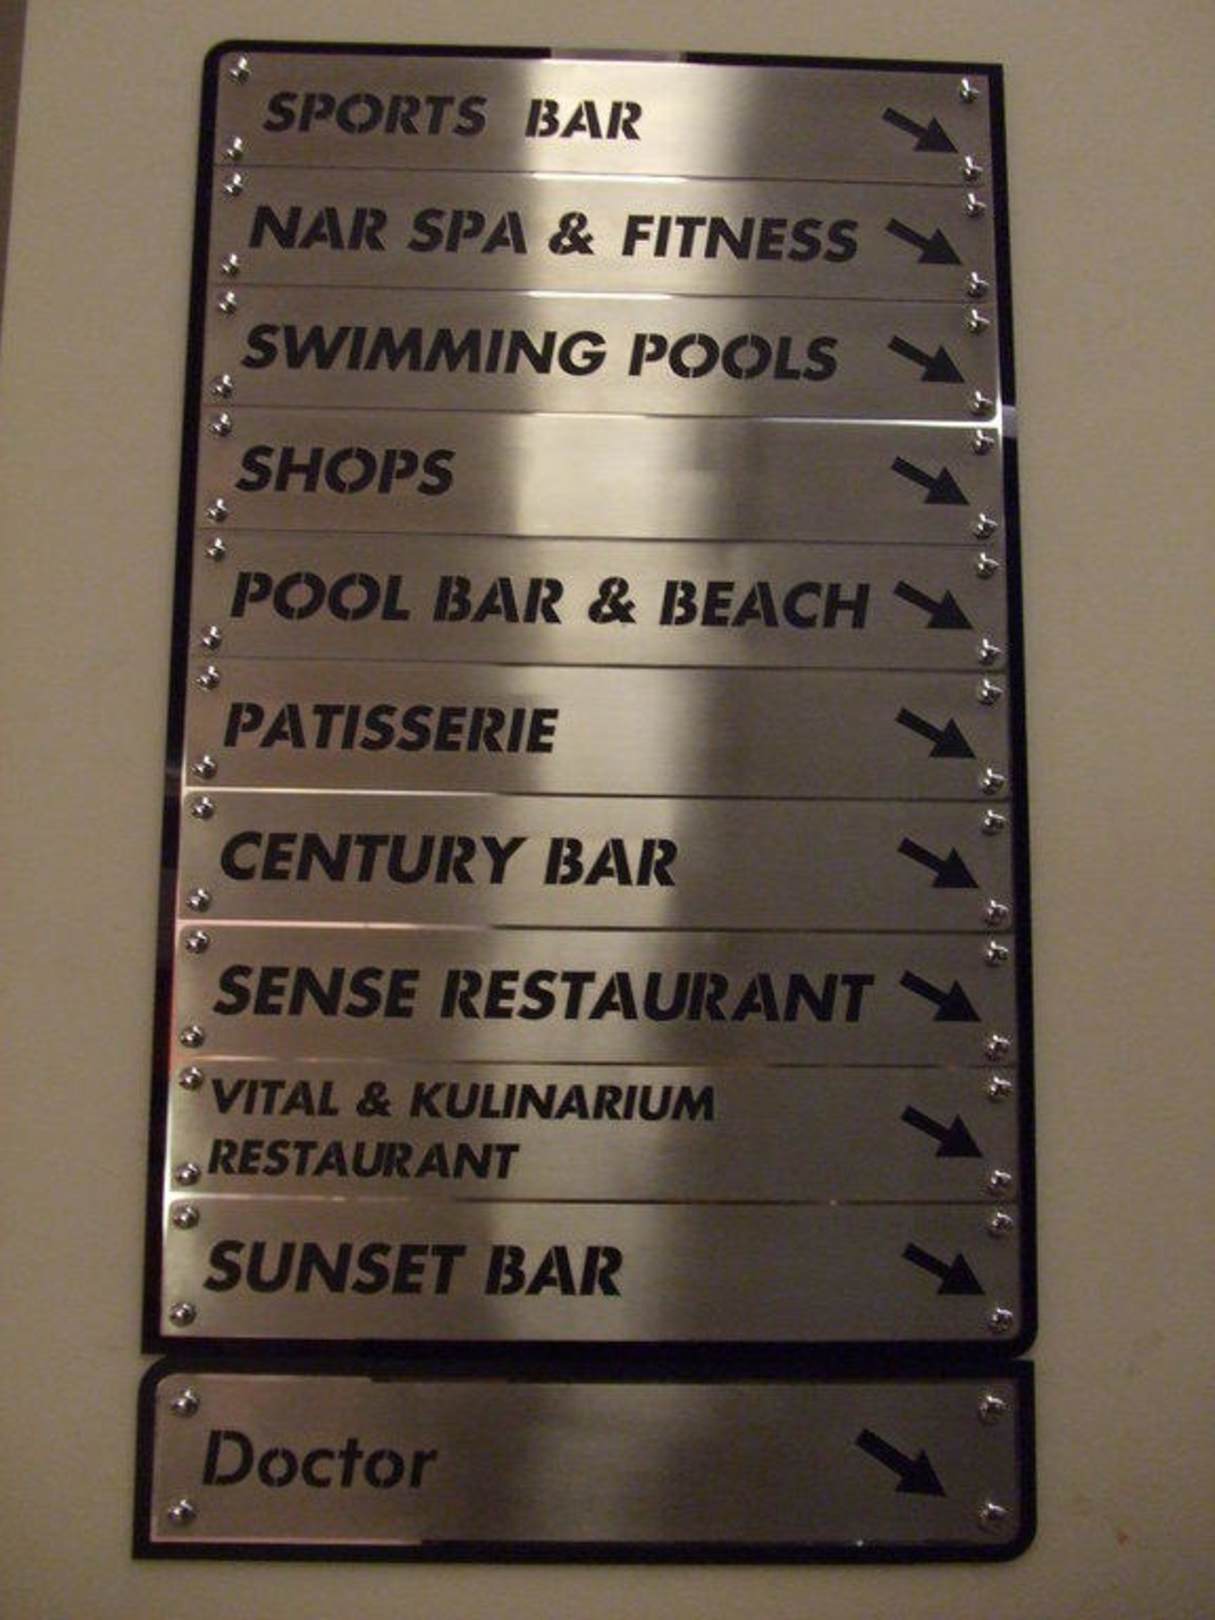 SPORTS BAR
NAR SPA & FITNESS
SWIMMING POOLS
SHOPS
POOL BAR & BEACH
PATISSERIE
CENTURY BAR
SENSE RESTAURANT
VITAL & KULINARIUM
RESTAURANT
SUNSET BAR
Doctor